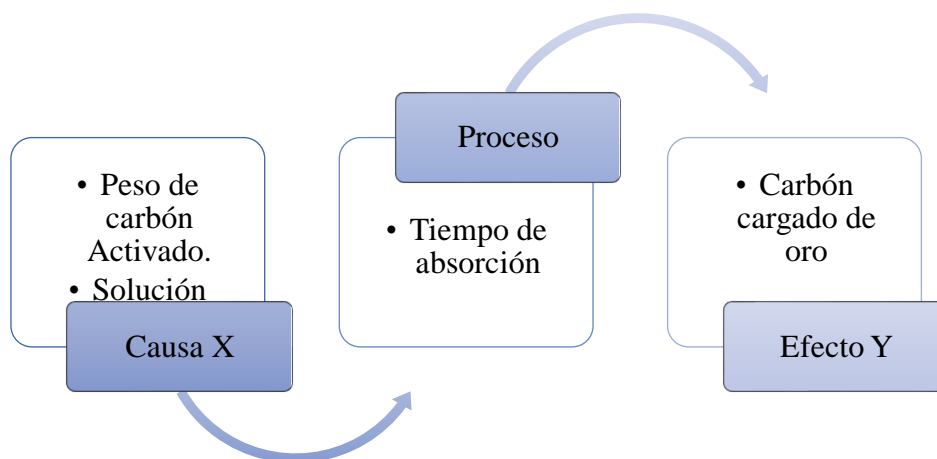 • Peso de
carbón
Activado.
• Solución
Causa X
Proceso
• Tiempo de
absorción
• Carbón
cargado de
oro
Efecto Y